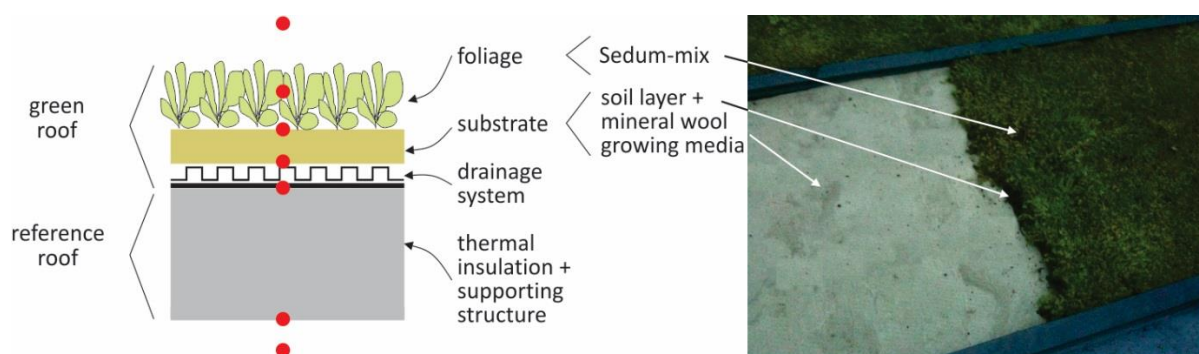 green
roof
reference
roof
foliage
substrate
drainage
system
thermal
insulation +
supporting
structure
Sedum-mix
soil layer +
mineral wool
growing media